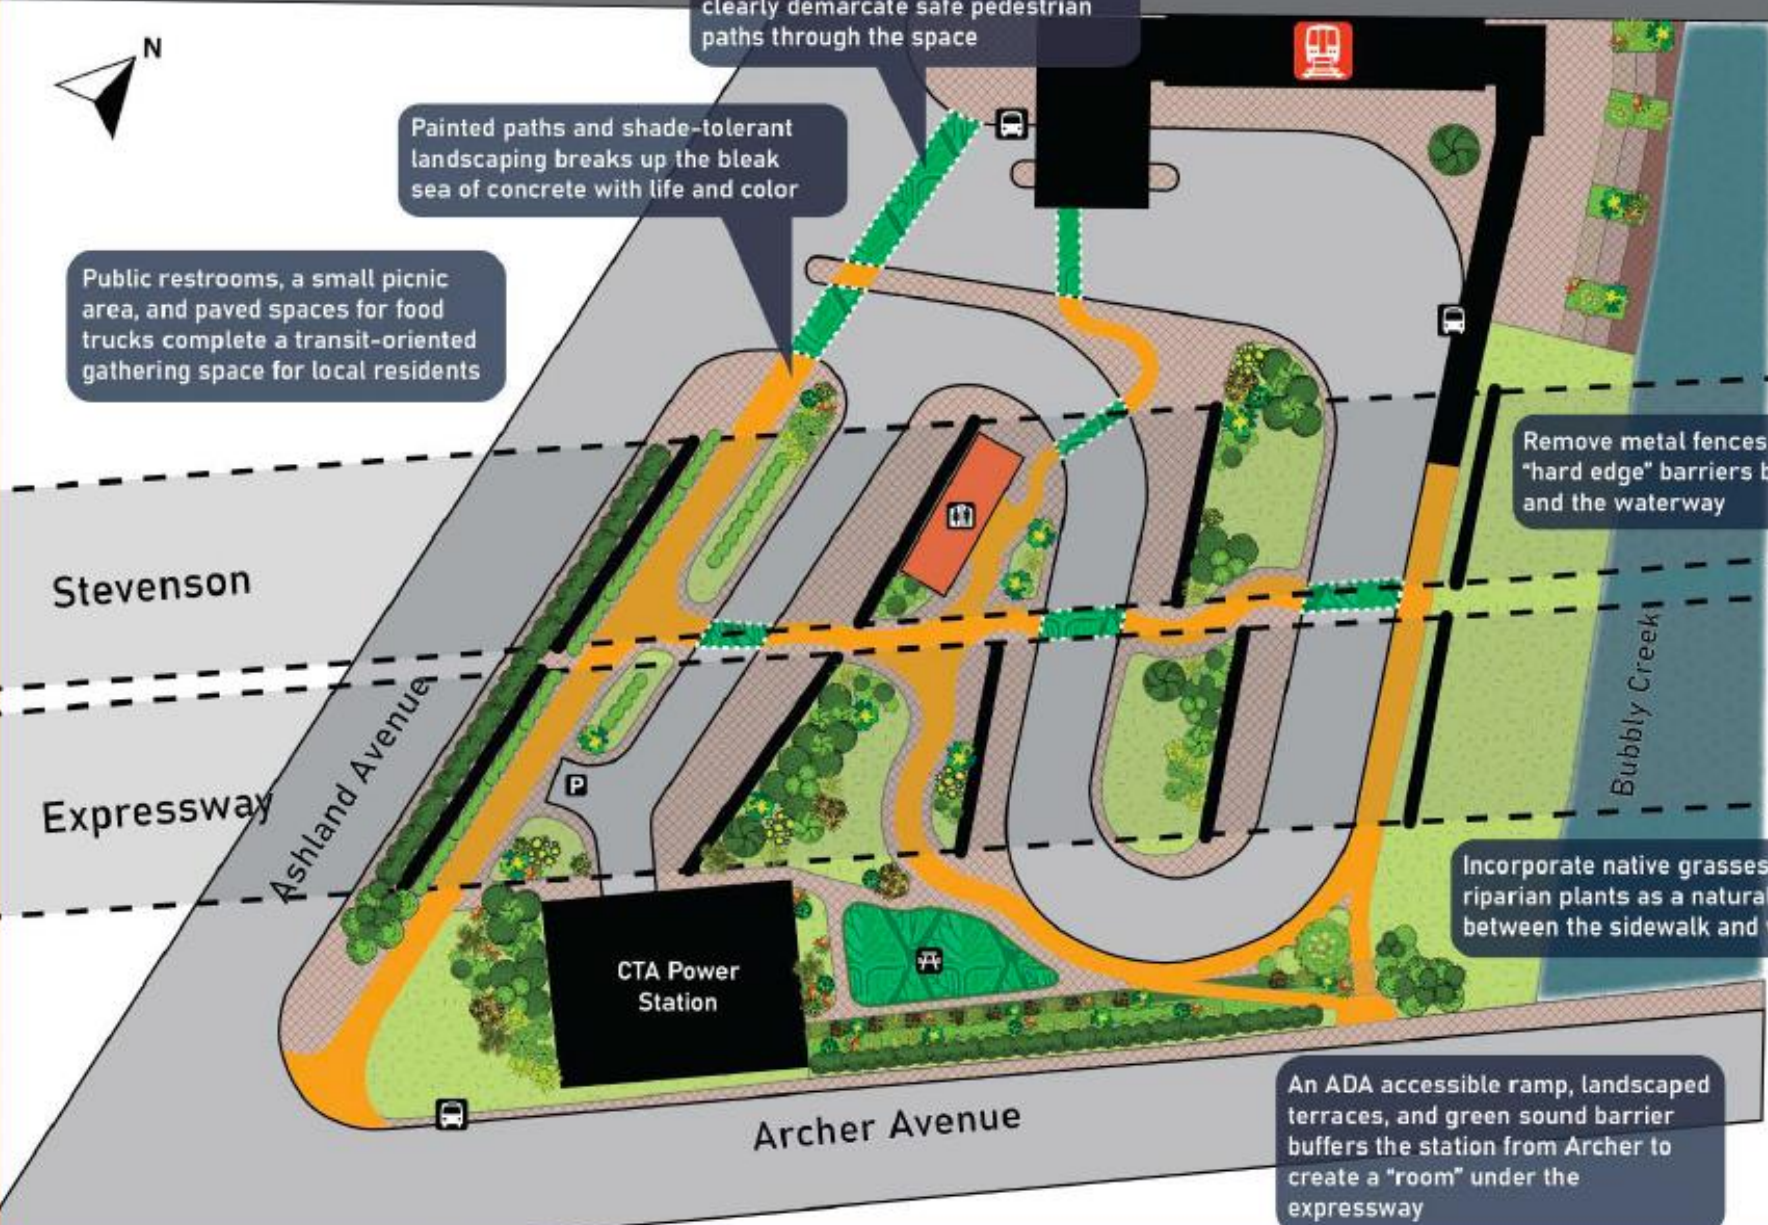 clearly demarcate safe pedestrian
paths through the space
N
Painted paths and shade-tolerant
landscaping breaks up the bleak
sea of concrete with life and color
Public restrooms, a small picnic
area, and paved spaces for food
trucks complete a transit-oriented
gathering space for local residents
Remove metal fences
"hard edge" barriers b
and the waterway
Stevenson
Expressway
Ashland Avenue
Bubbly Creek
P
Incorporate native grasses
riparian plants as a natural
between the sidewalk and
CTA Power
Station
Archer Avenue
An ADA accessible ramp, landscaped
terraces, and green sound barrier
buffers the station from Archer to
create a "room" under the
expressway